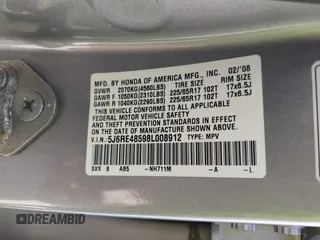 MFD. BY HONDA OF AMERICA MFG., INC. 02/'08
GVWR 2070KG(4560LBS) TIRE SIZE RIM SIZE
GAWR F 1050KG(2310LBS) 225/65R17 102T 17x6.5J
GAWR R 1040KG(2290LBS) 225/65R17 102T 17x6.5J
THIS VEHICLE CONFORMS TO ALL APPLICABLE
FEDERAL MOTOR VEHICLE SAFETY AND THEFT
PREVENTION STANDARDS IN EFFECT ON THE DATE OF
MANUFACTURE SHOWN ABOVE.
V.I.N. 5J6RE48598L008912 TYPE: MPV
SXS 8 AB5 -NH711M -A -L
DREAMBID.COM